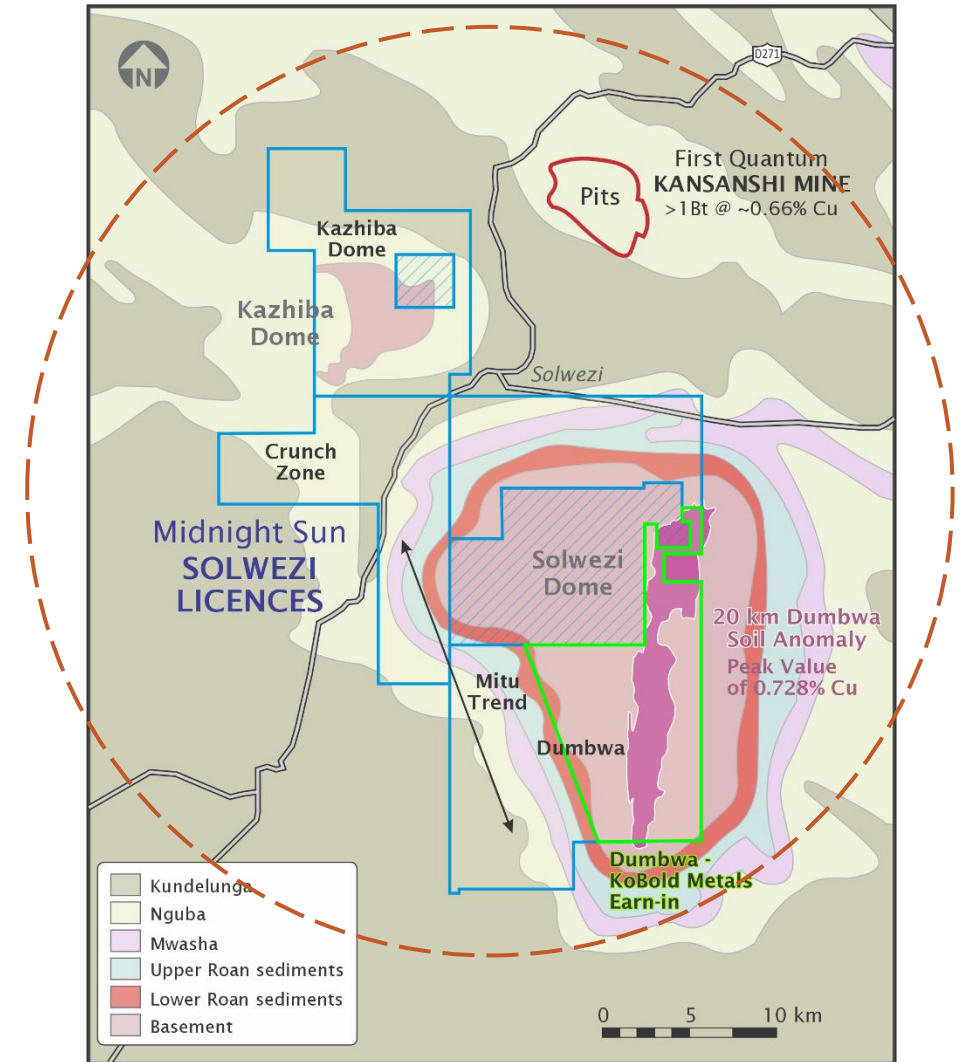 N
D271
First Quantum
KANSANSHI MINE
>1Bt @ ~0.66% Cu
Pits
Kazhiba
Dome
Kazhiba
Dome
Solwezi
Crunch
Zone
Midnight Sun
SOLWEZI
LICENCES
Solwezi
Dome
20 km Dumbwa
Soil Anomaly
Peak Value
of 0.728% Cu
Mitu
Trend
Dumbwa
Dumbwa -
KoBold Metals
Earn-in
Kundelunga
Nguba
Mwasha
Upper Roan sediments
Lower Roan sediments
Basement
0 5 10 km